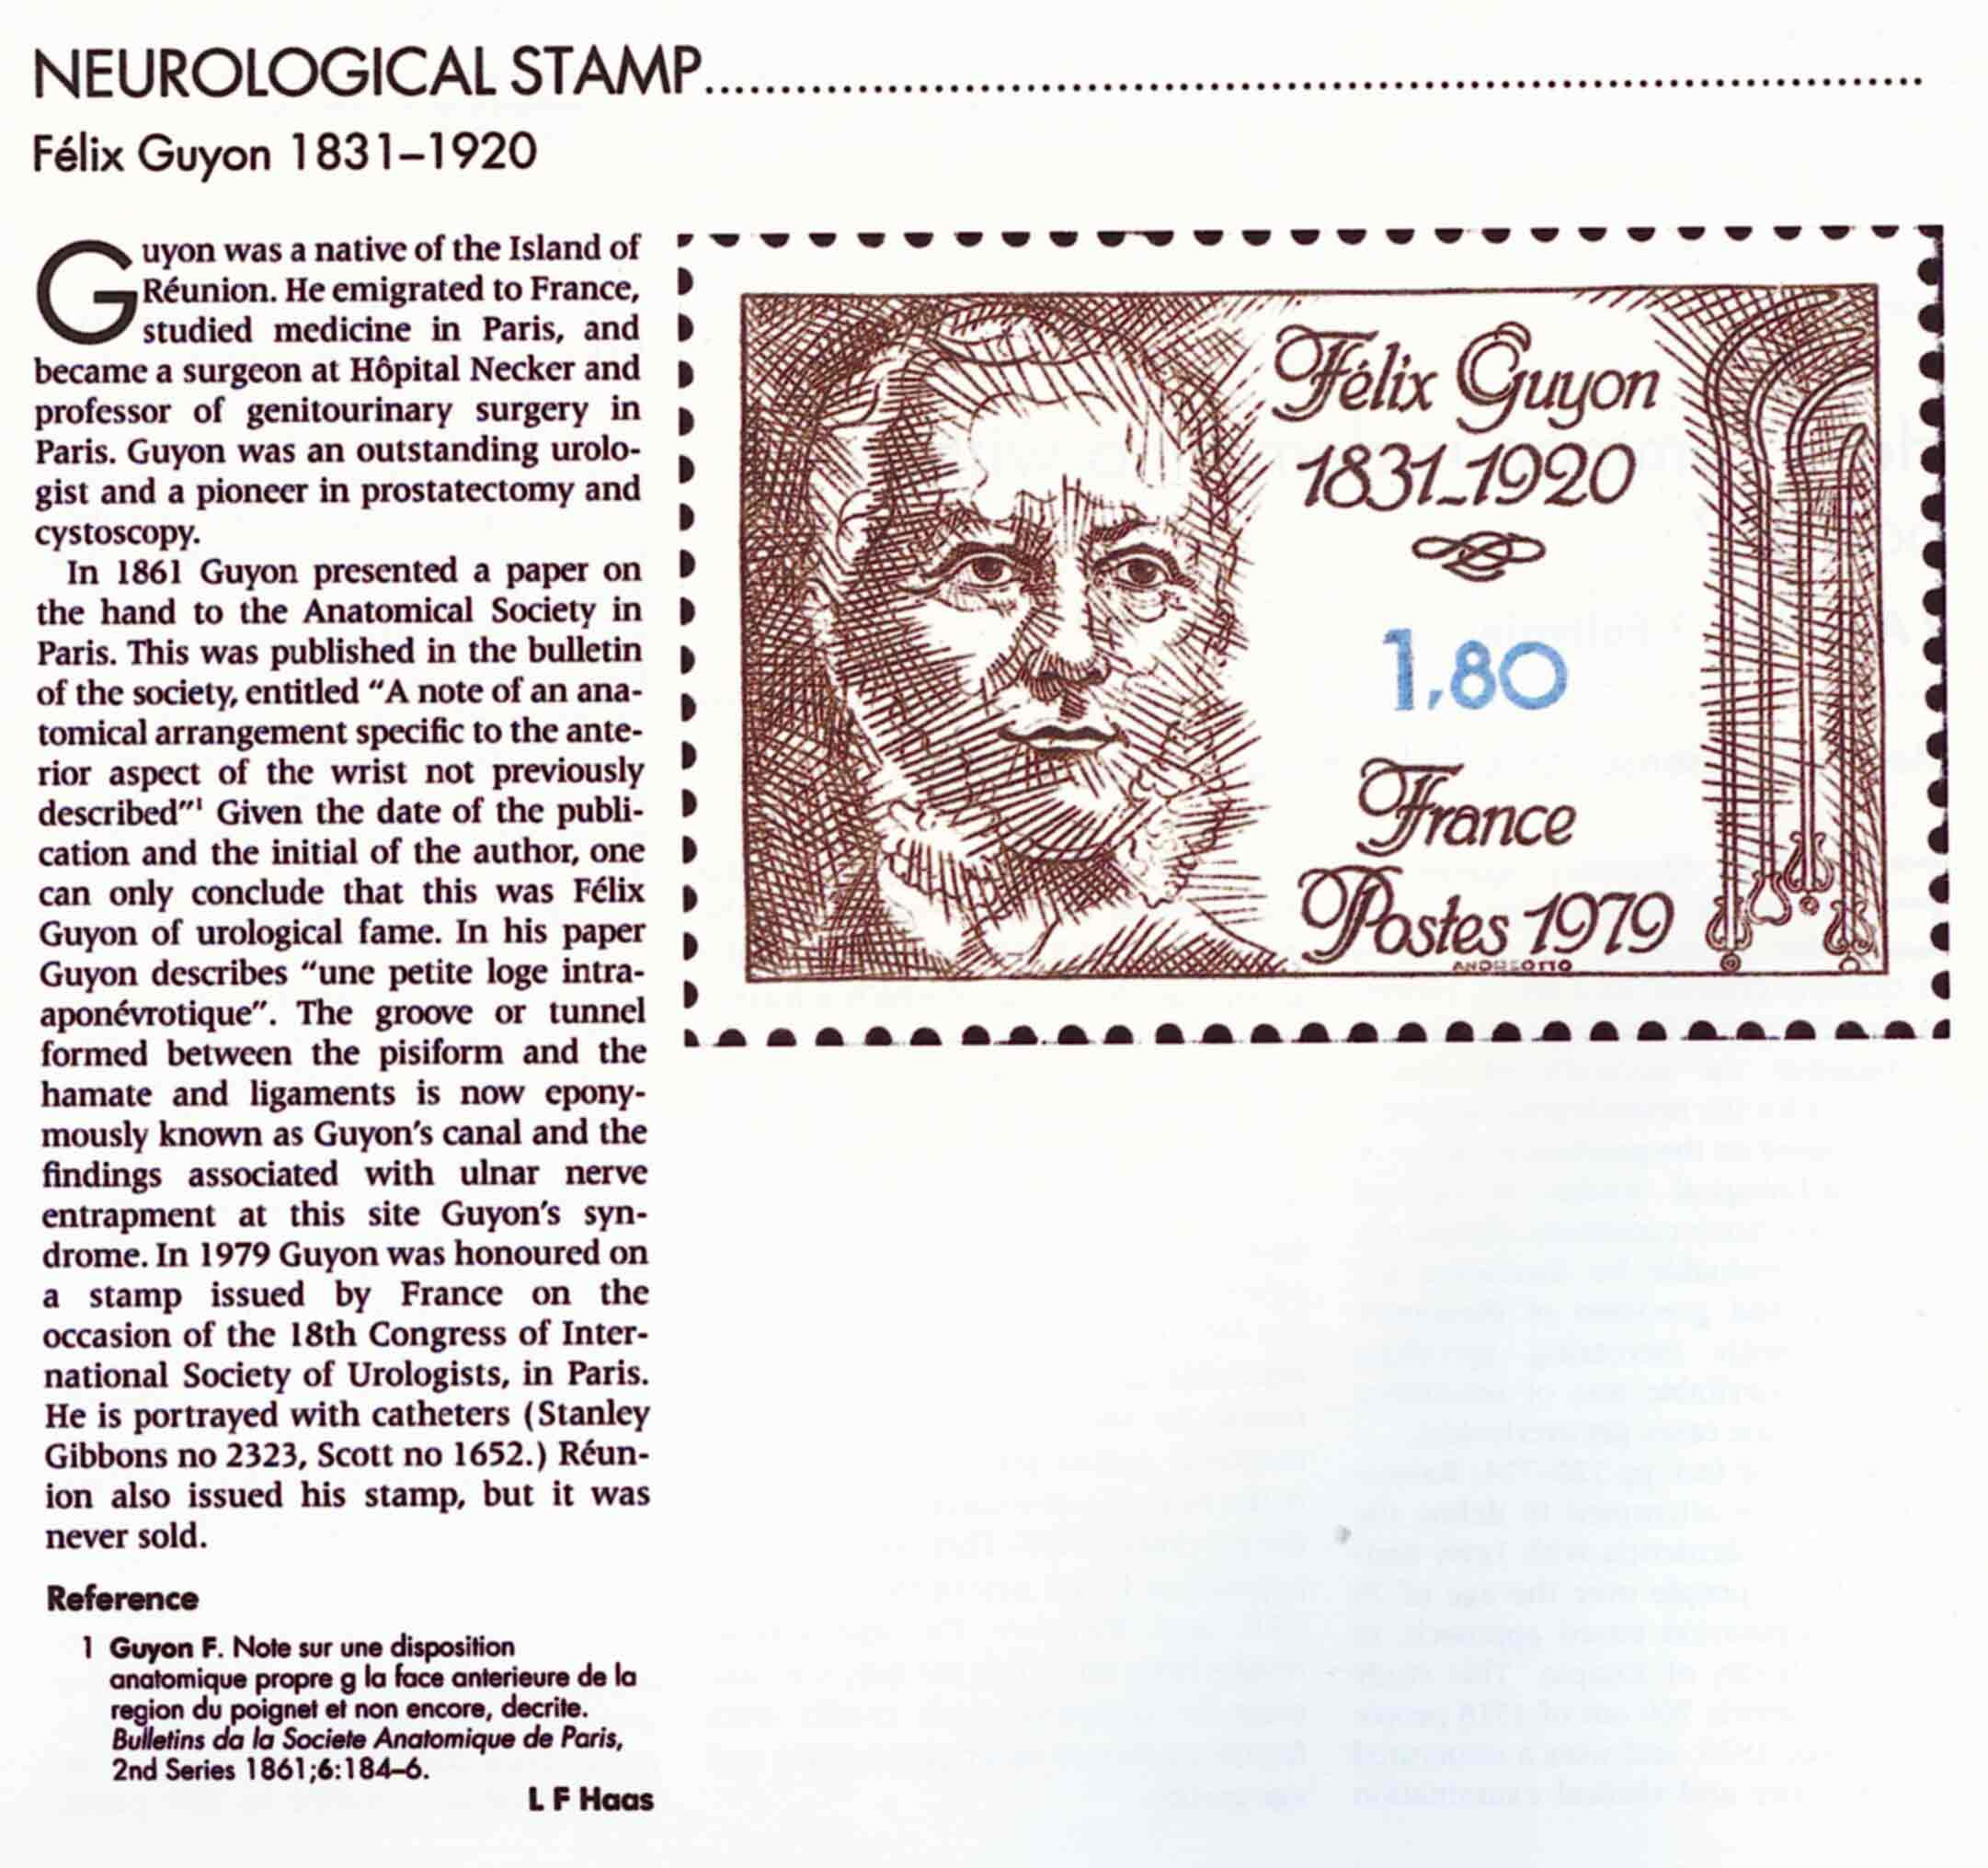 NEUROLOGICAL STAMP................................................................................
Félix Guyon 1831–1920
Guyon was a native of the Island of
Réunion. He emigrated to France,
studied medicine in Paris, and
became a surgeon at Hôpital Necker and
professor of genitourinary surgery in
Paris. Guyon was an outstanding urolo-
gist and a pioneer in prostatectomy and
cystoscopy.
In 1861 Guyon presented a paper on
the hand to the Anatomical Society in
Paris. This was published in the bulletin
of the society, entitled “A note of an ana-
tomical arrangement specific to the ante-
rior aspect of the wrist not previously
described”¹ Given the date of the publi-
cation and the initial of the author, one
can only conclude that this was Félix
Guyon of urological fame. In his paper
Guyon describes “une petite loge intra-
aponévrotique”. The groove or tunnel
formed between the pisiform and the
hamate and ligaments is now epony-
mously known as Guyon’s canal and the
findings associated with ulnar nerve
entrapment at this site Guyon’s syn-
drome. In 1979 Guyon was honoured on
a stamp issued by France on the
occasion of the 18th Congress of Inter-
national Society of Urologists, in Paris.
He is portrayed with catheters (Stanley
Gibbons no 2323, Scott no 1652.) Réun-
ion also issued his stamp, but it was
never sold.
Reference
1 Guyon F. Note sur une disposition
anatomique propre g la face anterieure de la
region du poignet et non encore, decrite.
Bulletins da la Societe Anatomique de Paris,
2nd Series 1861;6:184–6.
L F Haas
Félix Guyon
1831_1920
1,80
France
Postes 1979
ANDREOTTO